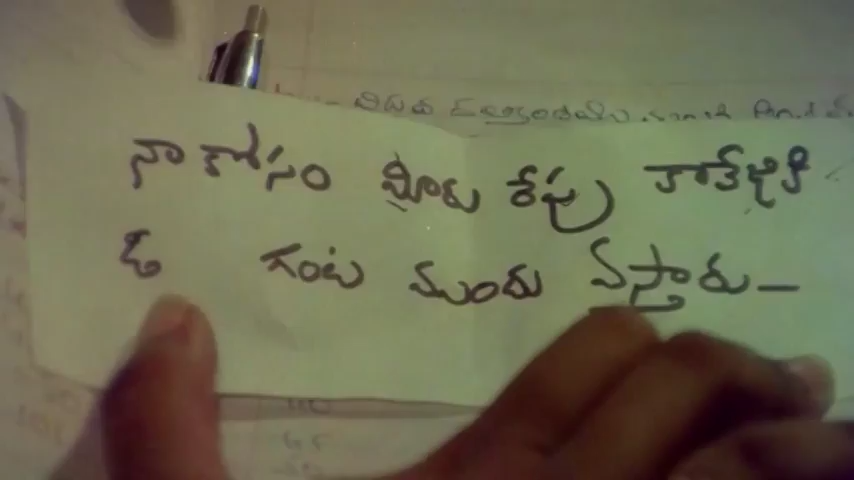 నా కోసం మీరు రేపు కాలేజికి
ఓ గంట ముందు వస్తారు-